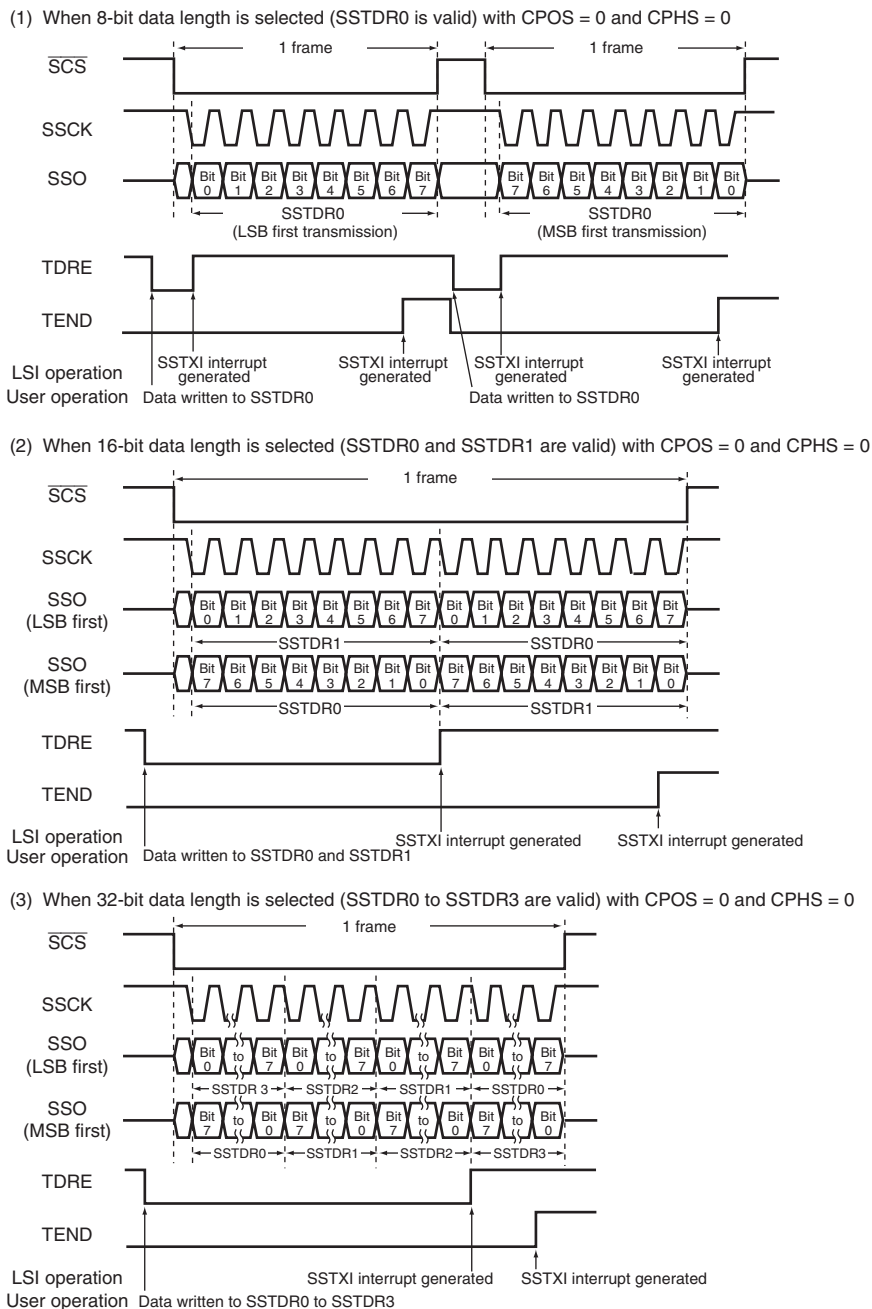 (1) When 8-bit data length is selected (SSTDR0 is valid) with CPOS = 0 and CPHS = 0
1 frame 1 frame
SCS
SSCK
SSO Bit 0 Bit 1 Bit 2 Bit 3 Bit 4 Bit 5 Bit 6 Bit 7 Bit 7 Bit 6 Bit 5 Bit 4 Bit 3 Bit 2 Bit 1 Bit 0
SSTDR0 SSTDR0
(LSB first transmission) (MSB first transmission)
TDRE
TEND
LSI operation SSTXI interrupt generated SSTXI interrupt generated SSTXI interrupt generated SSTXI interrupt generated
User operation Data written to SSTDR0 Data written to SSTDR0
(2) When 16-bit data length is selected (SSTDR0 and SSTDR1 are valid) with CPOS = 0 and CPHS = 0
1 frame
SCS
SSCK
SSO (LSB first) Bit 0 Bit 1 Bit 2 Bit 3 Bit 4 Bit 5 Bit 6 Bit 7 Bit 0 Bit 1 Bit 2 Bit 3 Bit 4 Bit 5 Bit 6 Bit 7
SSTDR1 SSTDR0
SSO (MSB first) Bit 7 Bit 6 Bit 5 Bit 4 Bit 3 Bit 2 Bit 1 Bit 0 Bit 7 Bit 6 Bit 5 Bit 4 Bit 3 Bit 2 Bit 1 Bit 0
SSTDR0 SSTDR1
TDRE
TEND
LSI operation SSTXI interrupt generated SSTXI interrupt generated
User operation Data written to SSTDR0 and SSTDR1
(3) When 32-bit data length is selected (SSTDR0 to SSTDR3 are valid) with CPOS = 0 and CPHS = 0
1 frame
SCS
SSCK
SSO (LSB first) Bit 0 to Bit 7 Bit 0 to Bit 7 Bit 0 to Bit 7 Bit 0 to Bit 7
SSTDR 3 SSTDR2 SSTDR1 SSTDR0
SSO (MSB first) Bit 7 to Bit 0 Bit 7 to Bit 0 Bit 7 to Bit 0 Bit 7 to Bit 0
SSTDR0 SSTDR1 SSTDR2 SSTDR3
TDRE
TEND
LSI operation SSTXI interrupt generated SSTXI interrupt generated
User operation Data written to SSTDR0 to SSTDR3